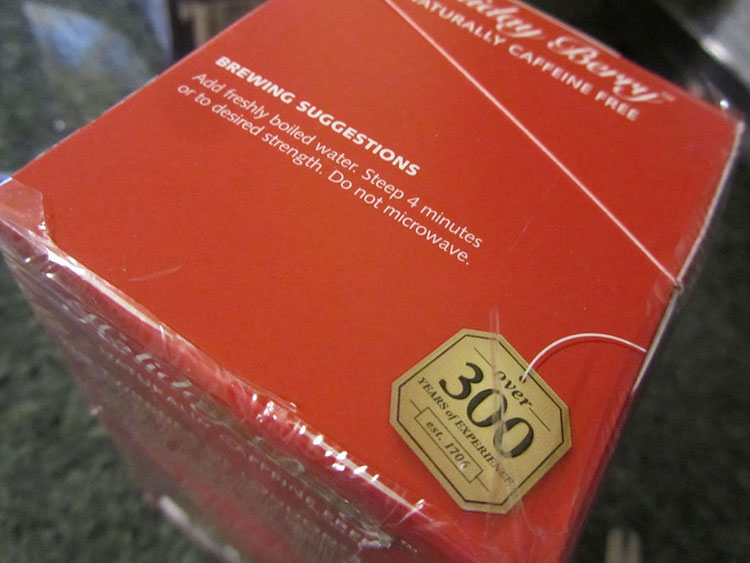 Berry™
NATURALLY CAFFEINE FREE
BREWING SUGGESTIONS
Add freshly boiled water. Steep 4 minutes
or to desired strength. Do not microwave.
over
300
YEARS of EXPERIENCE
est. 1706